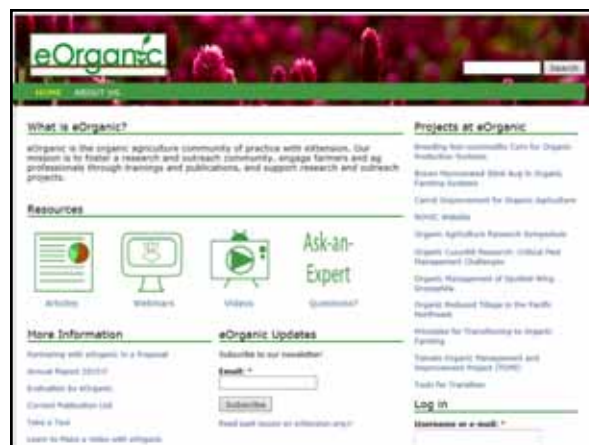 eOrganic
Search
HOME ABOUT US
What is eOrganic?
eOrganic is the organic agriculture community of practice with eXtension. Our
mission is to foster a research and outreach community, engage farmers and ag
professionals through trainings and publications, and support research and outreach
projects.
Resources
Articles
Webinars
Videos
Ask-an-
Expert
Questions?
More Information
Partnering with eOrganic in a Proposal
Annual Report
Evaluation by eOrganic
Current Publication List
Take a Tour
Learn to Make a Video with eOrganic
eOrganic Updates
Subscribe to our newsletter!
Email: *
Subscribe
Read past issues on eXtension.org
Projects at eOrganic
Breeding Non-commodity Corn for Organic
Production Systems
Brown Marmorated Stink Bug in Organic
Farming Systems
Carrot Improvement for Organic Agriculture
NOVIC Website
Organic Agriculture Research Symposium
Organic Cucurbit Research: Critical Pest
Management Challenges
Organic Management of Spotted Wing
Drosophila
Organic Reduced Tillage in the Pacific
Northwest
Principles for Transitioning to Organic
Farming
Tomato Organic Management and
Improvement Project (TOMI)
Tools for Transition
Log in
Username or e-mail: *